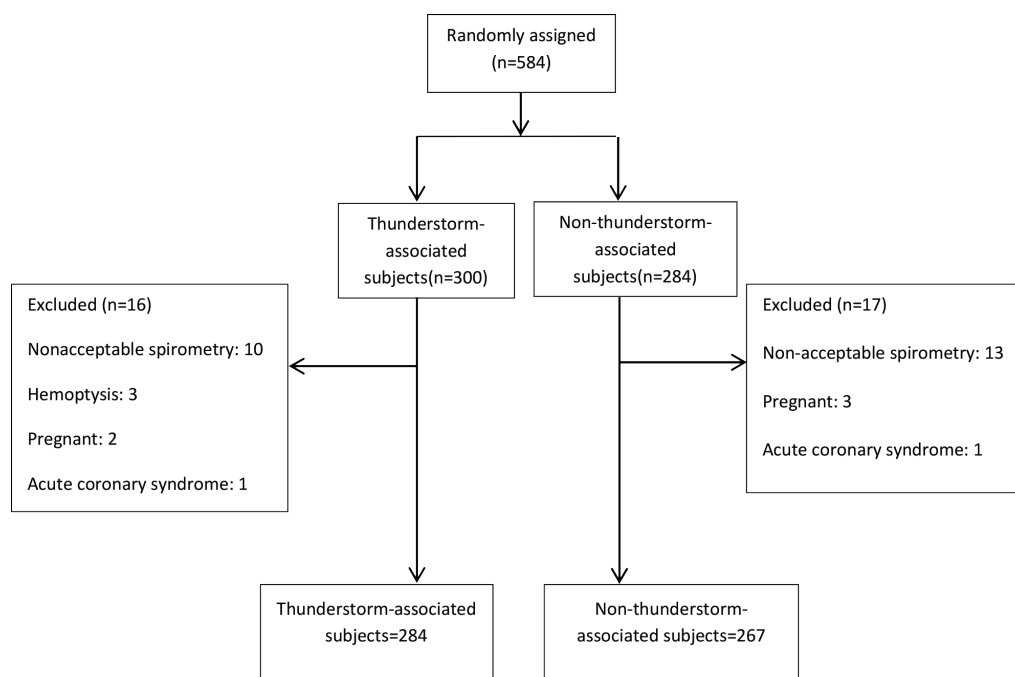 Randomly assigned
(n=584)
Thunderstorm-
associated
subjects(n=300)
Non-thunderstorm-
associated
subjects(n=284)
Excluded (n=16)
Nonacceptable spirometry: 10
Hemoptysis: 3
Pregnant: 2
Acute coronary syndrome: 1
Excluded (n=17)
Non-acceptable spirometry: 13
Pregnant: 3
Acute coronary syndrome: 1
Thunderstorm-associated
subjects=284
Non-thunderstorm-
associated subjects=267